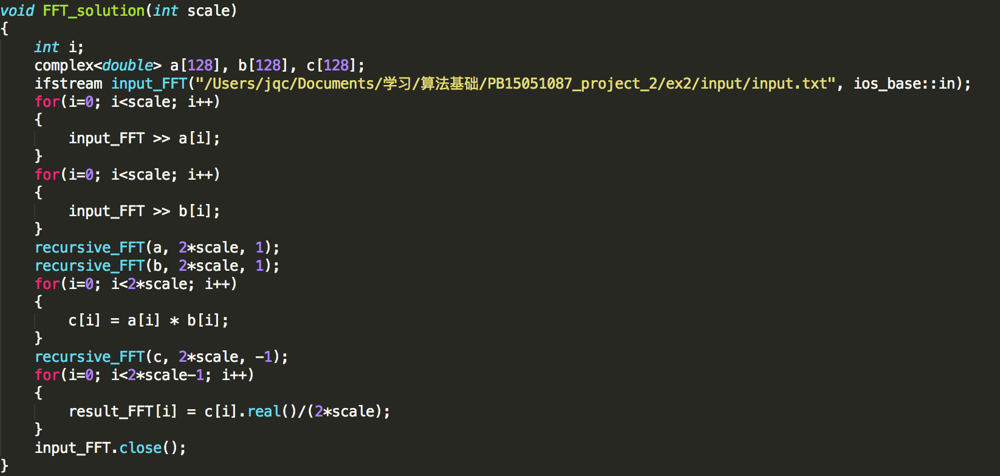 void FFT_solution(int scale)
{
    int i;
    complex<double> a[128], b[128], c[128];
    ifstream input_FFT("/Users/jqc/Documents/学习/算法基础/PB15051087_project_2/ex2/input/input.txt", ios_base::in);
    for(i=0; i<scale; i++)
    {
        input_FFT >> a[i];
    }
    for(i=0; i<scale; i++)
    {
        input_FFT >> b[i];
    }
    recursive_FFT(a, 2*scale, 1);
    recursive_FFT(b, 2*scale, 1);
    for(i=0; i<2*scale; i++)
    {
        c[i] = a[i] * b[i];
    }
    recursive_FFT(c, 2*scale, -1);
    for(i=0; i<2*scale-1; i++)
    {
        result_FFT[i] = c[i].real()/(2*scale);
    }
    input_FFT.close();
}